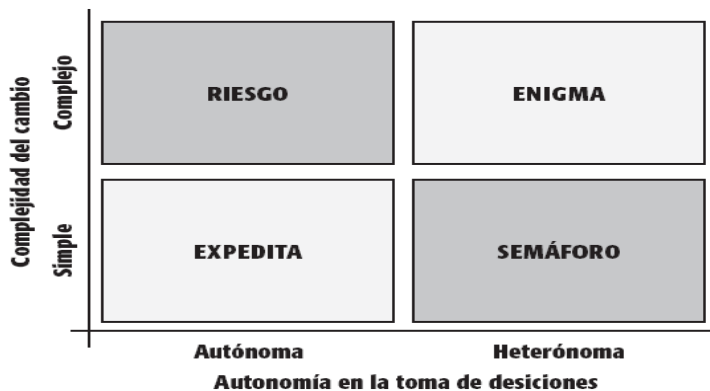 Complejidad del cambio
Complejo
RIESGO
ENIGMA
Simple
EXPEDITA
SEMÁFORO
Autónoma
Heterónoma
Autonomía en la toma de desiciones